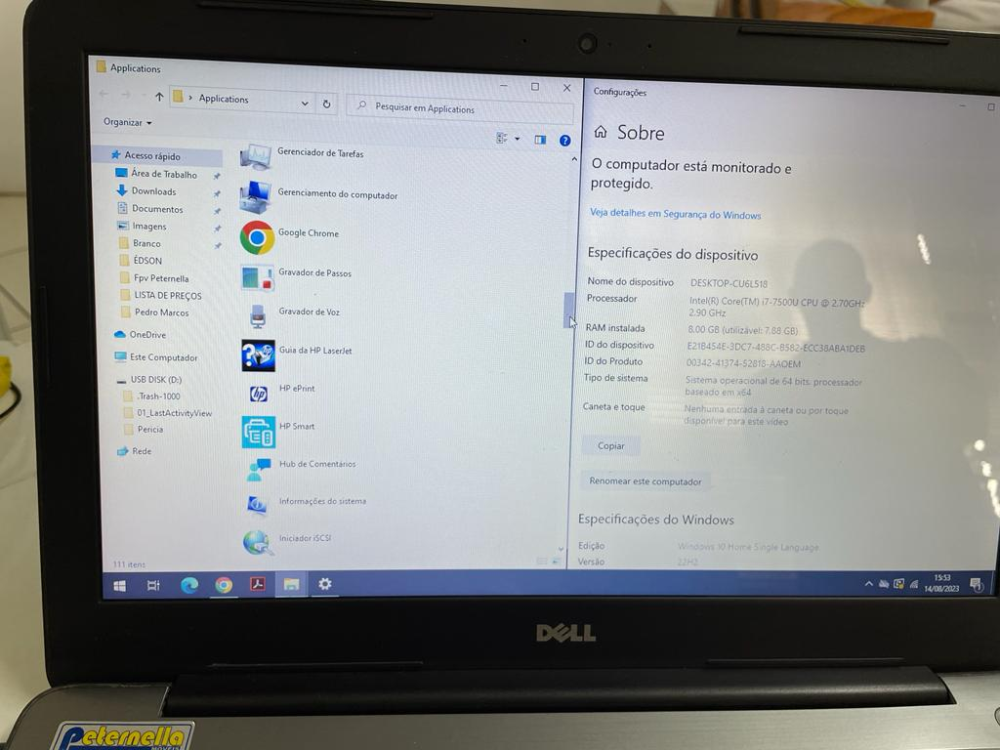 Applications
Applications
Pesquisar em Applications
Organizar
Acesso rápido
Área de Trabalho
Downloads
Documentos
Imagens
Branco
ÉDSON
Fpv Peternella
LISTA DE PREÇOS
Pedro Marcos
OneDrive
Este Computador
USB DISK (D:)
.Trash-1000
01_LastActivityView
Pericia
Rede
111 itens
Gerenciador de Tarefas
Gerenciamento do computador
Google Chrome
Gravador de Passos
Gravador de Voz
Guia da HP LaserJet
HP ePrint
HP Smart
Hub de Comentários
Informações do sistema
Iniciador iSCSI
Configurações
Sobre
O computador está monitorado e
protegido.
Veja detalhes em Segurança do Windows
Especificações do dispositivo
Nome do dispositivo DESKTOP-CU6L518
Processador Intel(R) Core(TM) i7-7500U CPU @ 2.70GHz
2.90 GHz
RAM instalada 8.00 GB (utilizável: 7.88 GB)
ID do dispositivo E21B454E-3DC7-488C-B582-ECC38ABA1DEB
ID do Produto 00342-41374-52818-AAOEM
Tipo de sistema Sistema operacional de 64 bits, processador
baseado em x64
Caneta e toque Nenhuma entrada à caneta ou por toque
disponível para este vídeo
Copiar
Renomear este computador
Especificações do Windows
Edição Windows 10 Home Single Language
Versão 22H2
15:53
14/08/2023
DELL
Peternella
MÓVEIS